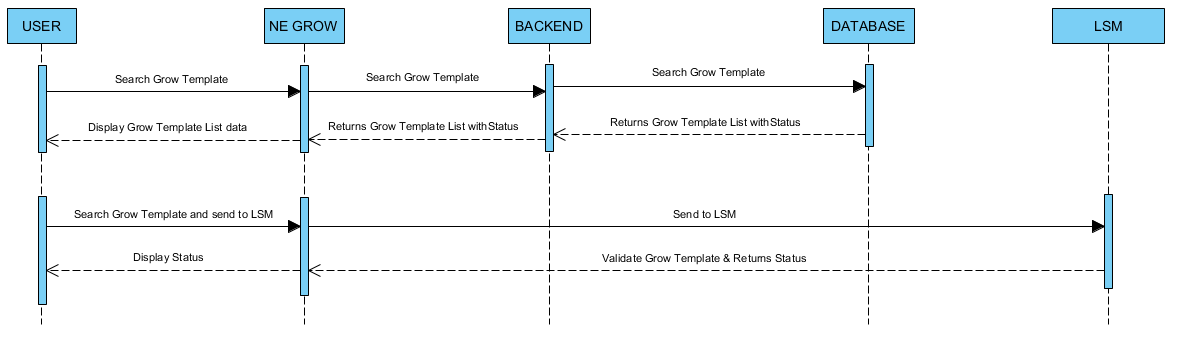 USER
NE GROW
BACKEND
DATABASE
LSM
Search Grow Template
Search Grow Template
Search Grow Template
Display Grow Template List data
Returns Grow Template List withStatus
Returns Grow Template List withStatus
Search Grow Template and send to LSM
Send to LSM
Display Status
Validate Grow Template & Returns Status